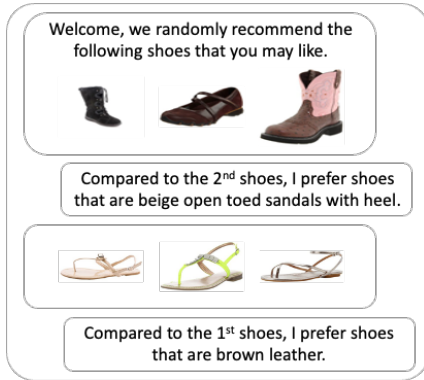 Welcome, we randomly recommend the
following shoes that you may like.
Compared to the 2nd shoes, I prefer shoes
that are beige open toed sandals with heel.
Compared to the 1st shoes, I prefer shoes
that are brown leather.